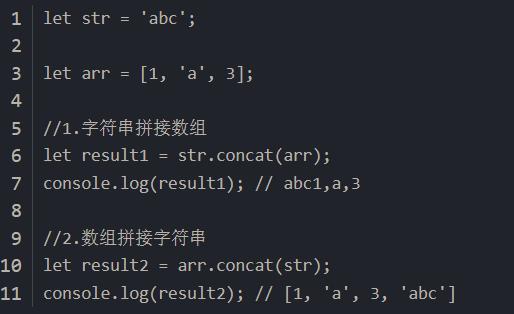 1 let str = 'abc';
2
3 let arr = [1, 'a', 3];
4
5 //1.字符串拼接数组
6 let result1 = str.concat(arr);
7 console.log(result1); // abc1,a,3
8
9 //2.数组拼接字符串
10 let result2 = arr.concat(str);
11 console.log(result2); // [1, 'a', 3, 'abc']